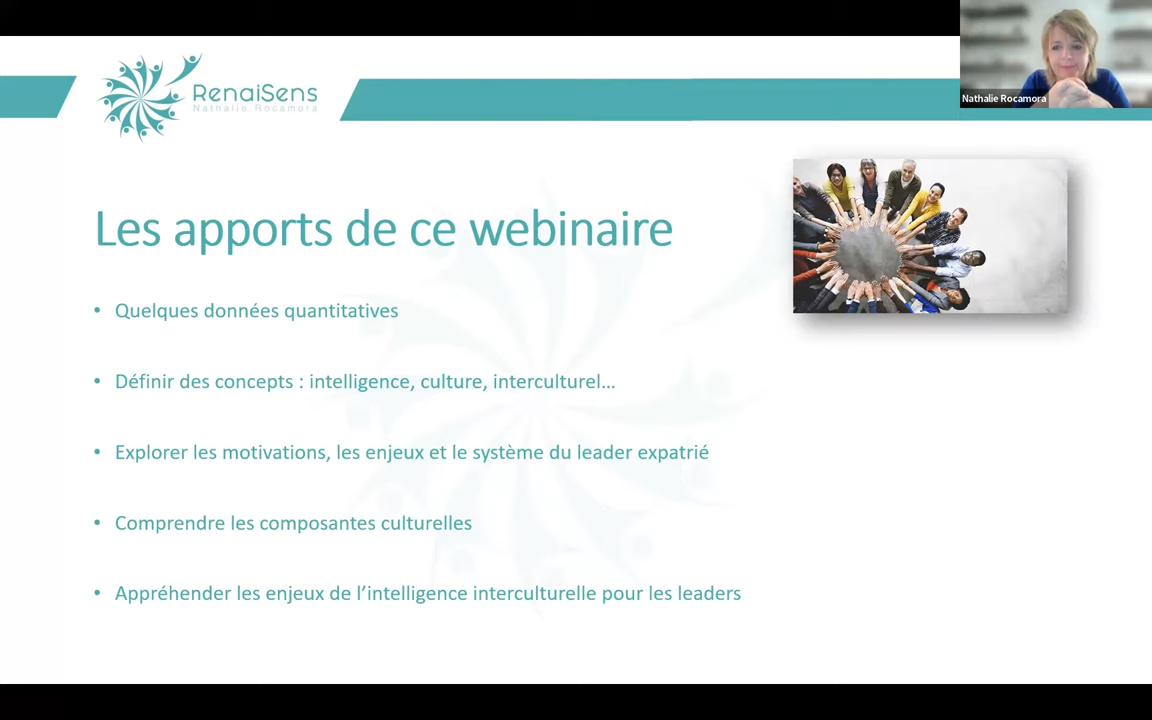 RenaiSens
Nathalie Rocamora
Nathalie Rocamora
Les apports de ce webinaire
• Quelques données quantitatives
• Définir des concepts : intelligence, culture, interculturel…
• Explorer les motivations, les enjeux et le système du leader expatrié
• Comprendre les composantes culturelles
• Appréhender les enjeux de l’intelligence interculturelle pour les leaders